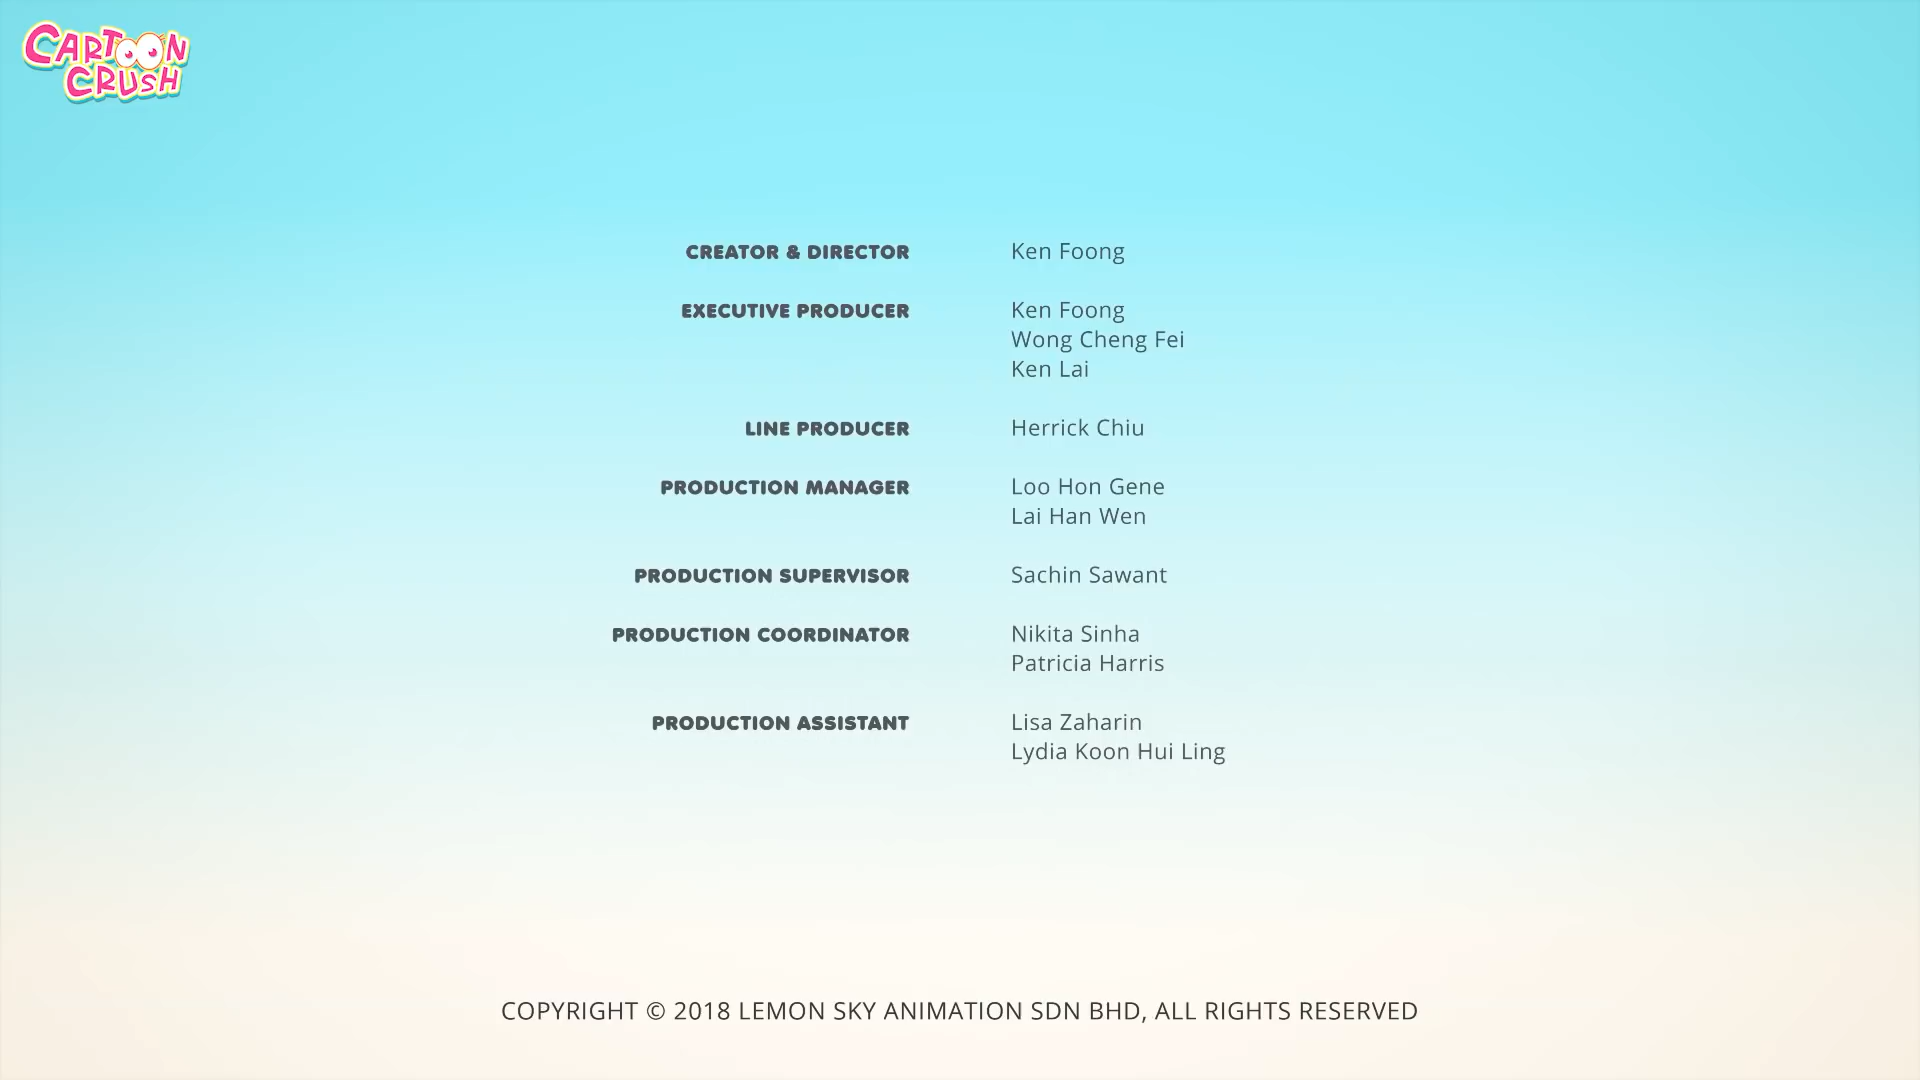 CARTOON
CRUSH
CREATOR & DIRECTOR Ken Foong
EXECUTIVE PRODUCER Ken Foong
Wong Cheng Fei
Ken Lai
LINE PRODUCER Herrick Chiu
PRODUCTION MANAGER Loo Hon Gene
Lai Han Wen
PRODUCTION SUPERVISOR Sachin Sawant
PRODUCTION COORDINATOR Nikita Sinha
Patricia Harris
PRODUCTION ASSISTANT Lisa Zaharin
Lydia Koon Hui Ling
COPYRIGHT © 2018 LEMON SKY ANIMATION SDN BHD, ALL RIGHTS RESERVED